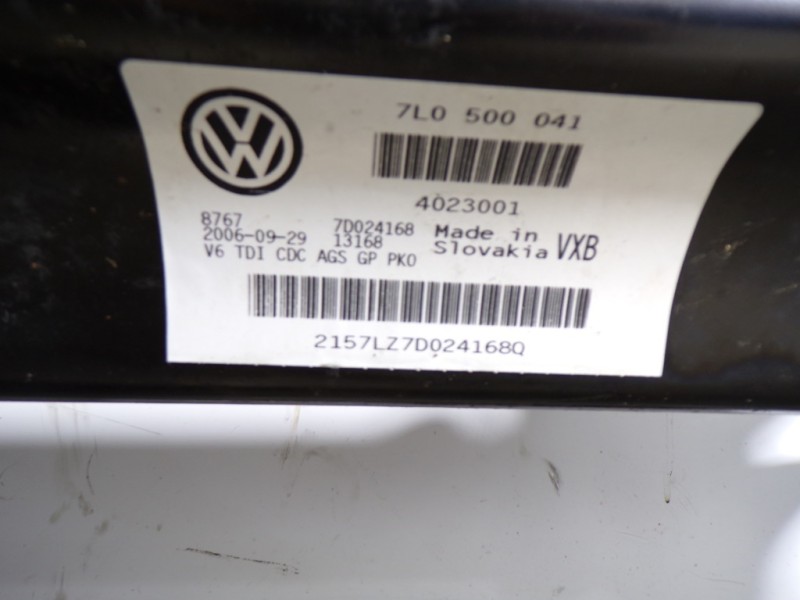 VW
7L0 500 041
4023001
8767 7D024168 Made in VXB
2006-09-29 13168 Slovakia
V6 TDI CDC AGS GP PK0
2157LZ7D024168Q